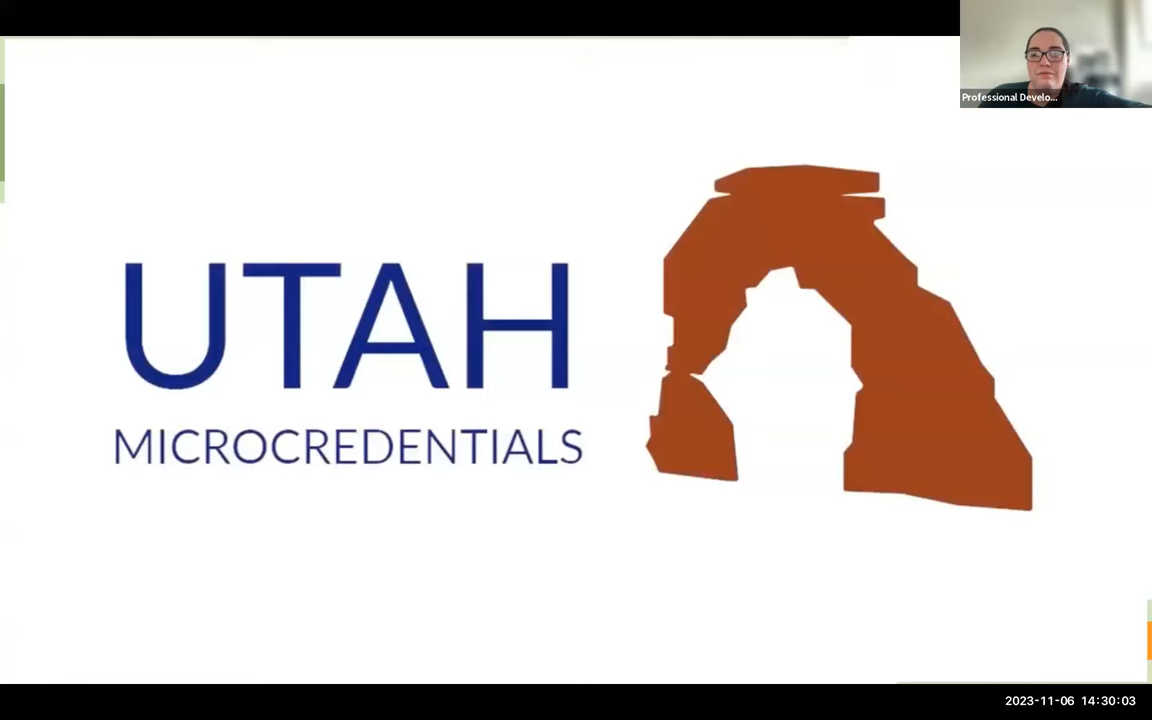 Professional Develo...
UTAH
MICROCREDENTIALS
2023-11-06 14:30:03